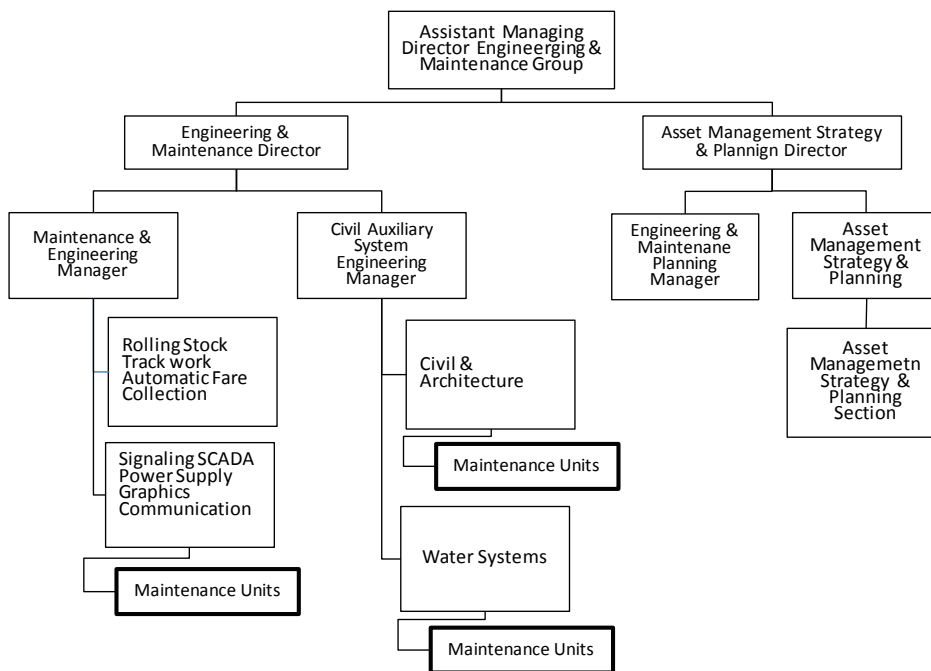 Assistant Managing
Director Engineerging &
Maintenance Group
Engineering &
Maintenance Director
Asset Management Strategy
& Plannign Director
Maintenance &
Engineering
Manager
Civil Auxiliary
System
Engineering
Manager
Engineering &
Maintenane
Planning
Manager
Asset
Management
Strategy &
Planning
Rolling Stock
Track work
Automatic Fare
Collection
Civil &
Architecture
Asset
Managemetn
Strategy &
Planning
Section
Signaling SCADA
Power Supply
Graphics
Communication
Maintenance Units
Water Systems
Maintenance Units
Maintenance Units